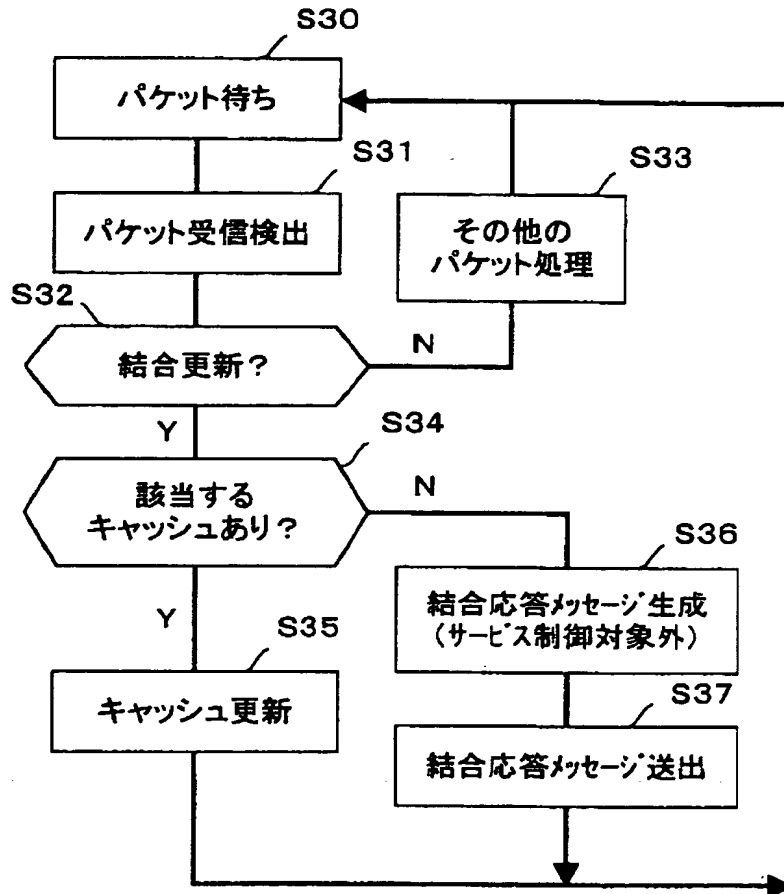 S30
パケット待ち
S31
パケット受信検出
S33
その他の
パケット処理
S32
結合更新？
N
Y
S34
該当する
キャッシュあり？
N
Y
S36
結合応答メッセージ生成
（サービス制御対象外）
S35
キャッシュ更新
S37
結合応答メッセージ送出